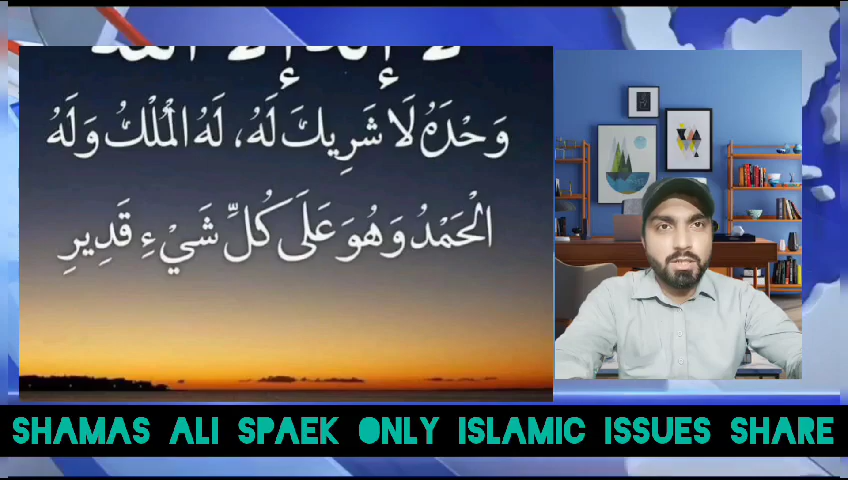 وَحْدَهُ لَا شَرِيكَ لَهُ، لَهُ الْمُلْكُ وَلَهُ
الْحَمْدُ وَهُوَ عَلَى كُلِّ شَيْءٍ قَدِيرِ
SHAMAS ALI SPAEK ONLY ISLAMIC ISSUES SHARE